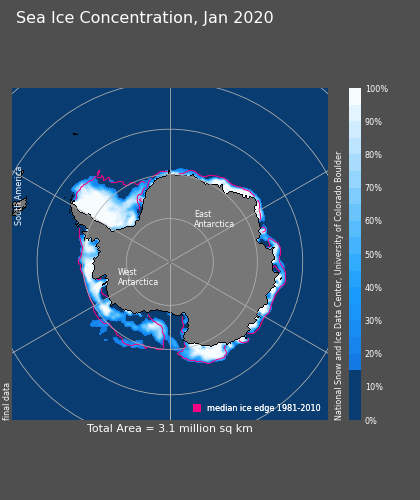 Sea Ice Concentration, Jan 2020
South America
East
Antarctica
West
Antarctica
final data
median ice edge 1981-2010
Total Area = 3.1 million sq km
National Snow and Ice Data Center, University of Colorado Boulder
100%
90%
80%
70%
60%
50%
40%
30%
20%
10%
0%